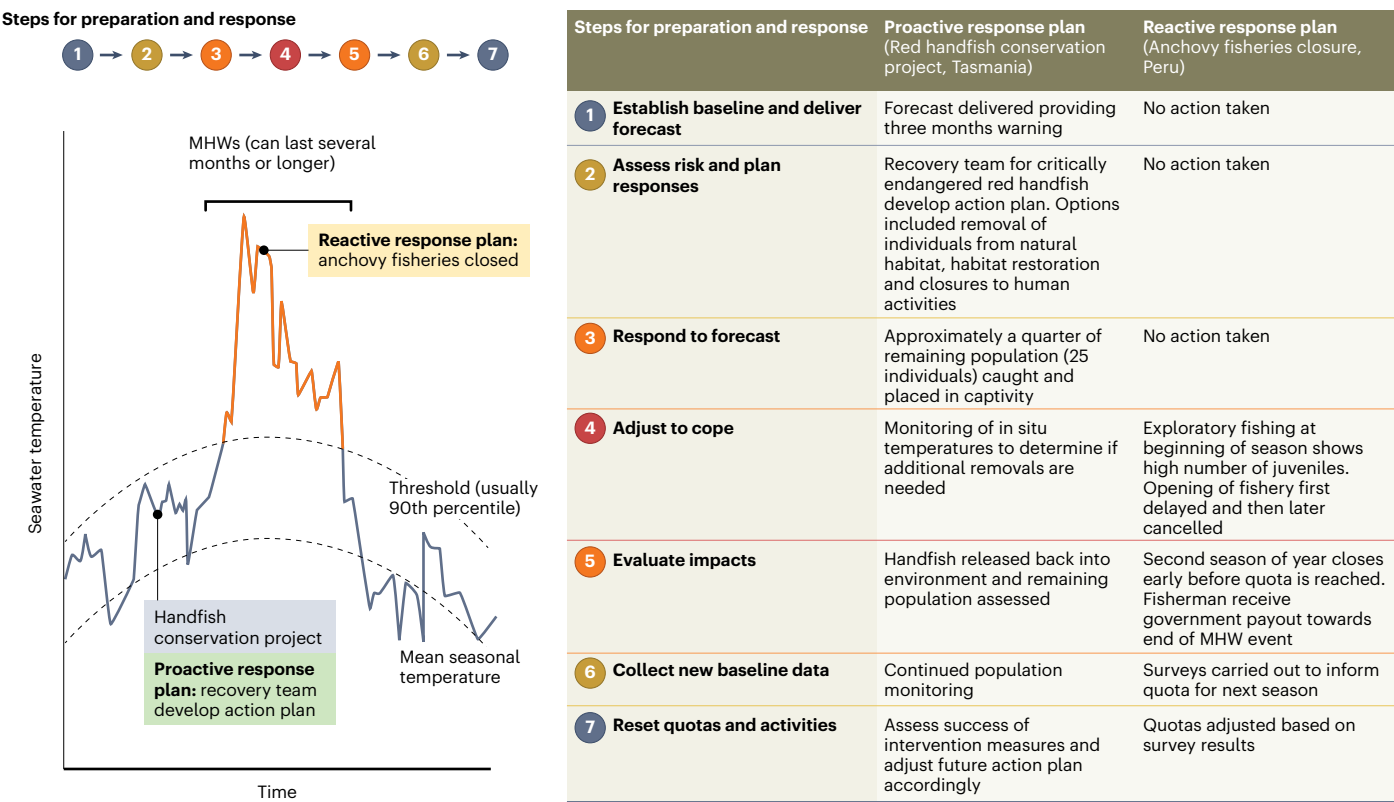 Steps for preparation and response
1 2 3 4 5 6 7
MHWs (can last several
months or longer)
Reactive response plan:
anchovy fisheries closed
Seawater temperature
Threshold (usually
90th percentile)
Handfish
conservation project
Proactive response
plan: recovery team
develop action plan
Mean seasonal
temperature
Time
Steps for preparation and response
Proactive response plan
(Red handfish conservation
project, Tasmania)
Reactive response plan
(Anchovy fisheries closure,
Peru)
1
Establish baseline and deliver
forecast
Forecast delivered providing
three months warning
No action taken
2
Assess risk and plan
responses
Recovery team for critically
endangered red handfish
develop action plan. Options
included removal of
individuals from natural
habitat, habitat restoration
and closures to human
activities
No action taken
3
Respond to forecast
Approximately a quarter of
remaining population (25
individuals) caught and
placed in captivity
No action taken
4
Adjust to cope
Monitoring of in situ
temperatures to determine if
additional removals are
needed
Exploratory fishing at
beginning of season shows
high number of juveniles.
Opening of fishery first
delayed and then later
cancelled
5
Evaluate impacts
Handfish released back into
environment and remaining
population assessed
Second season of year closes
early before quota is reached.
Fisherman receive
government payout towards
end of MHW event
6
Collect new baseline data
Continued population
monitoring
Surveys carried out to inform
quota for next season
7
Reset quotas and activities
Assess success of
intervention measures and
adjust future action plan
accordingly
Quotas adjusted based on
survey results